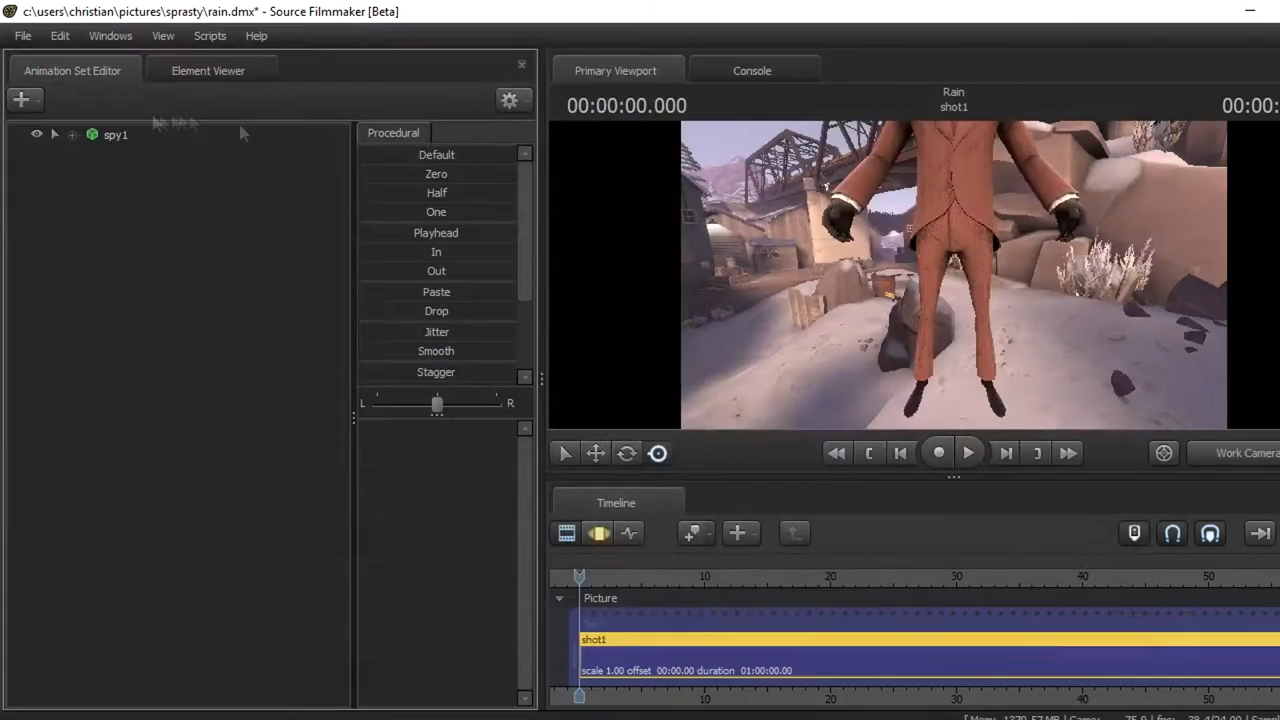 c:\users\christian\pictures\sprasty\rain.dmx* - Source Filmmaker [Beta]
File Edit Windows View Scripts Help
Animation Set Editor Element Viewer
Primary Viewport Console
00:00:00.000
Rain
shot1
00:00:
spy1
Procedural
Default
Zero
Half
One
Playhead
In
Out
Paste
Drop
Jitter
Smooth
Stagger
L R
Work Camera
Timeline
10 20 30 40 50
Picture
shot1
scale 1.00 offset 00:00.00 duration 01:00:00.00
10 20 30 40 50